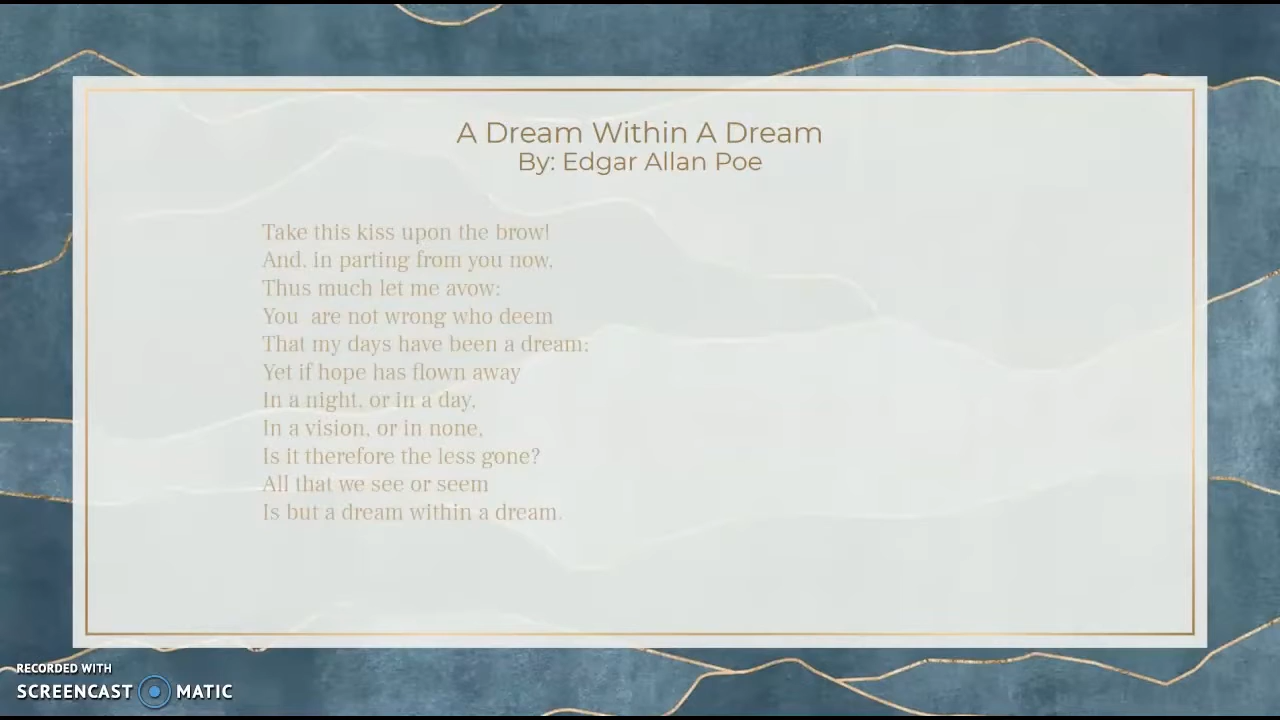 A Dream Within A Dream
By: Edgar Allan Poe
Take this kiss upon the brow!
And, in parting from you now,
Thus much let me avow:
You  are not wrong who deem
That my days have been a dream;
Yet if hope has flown away
In a night, or in a day,
In a vision, or in none,
Is it therefore the less gone?
All that we see or seem
Is but a dream within a dream.
RECORDED WITH
SCREENCAST MATIC